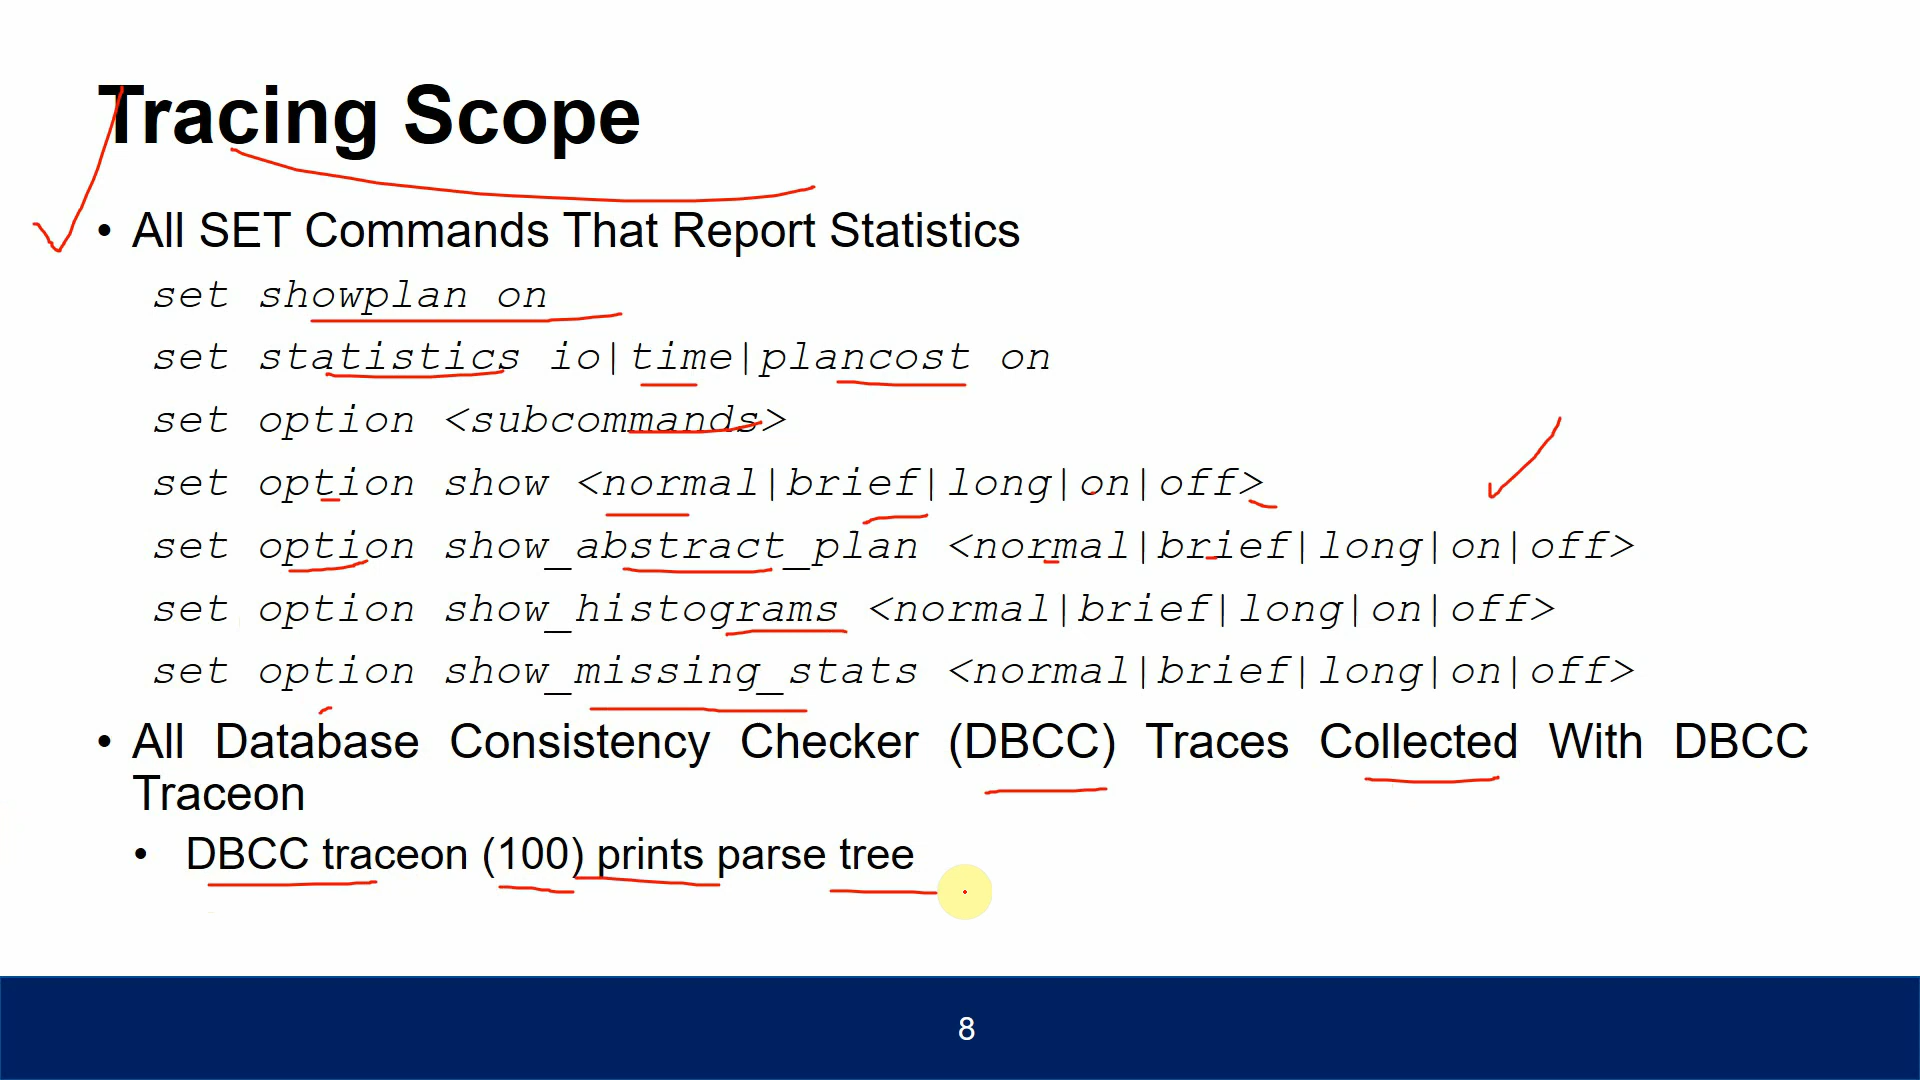 Tracing Scope
• All SET Commands That Report Statistics
set showplan on
set statistics io|time|plancost on
set option <subcommands>
set option show <normal|brief|long|on|off>
set option show_abstract_plan <normal|brief|long|on|off>
set option show_histograms <normal|brief|long|on|off>
set option show_missing_stats <normal|brief|long|on|off>
• All Database Consistency Checker (DBCC) Traces Collected With DBCC
Traceon
• DBCC traceon (100) prints parse tree
8